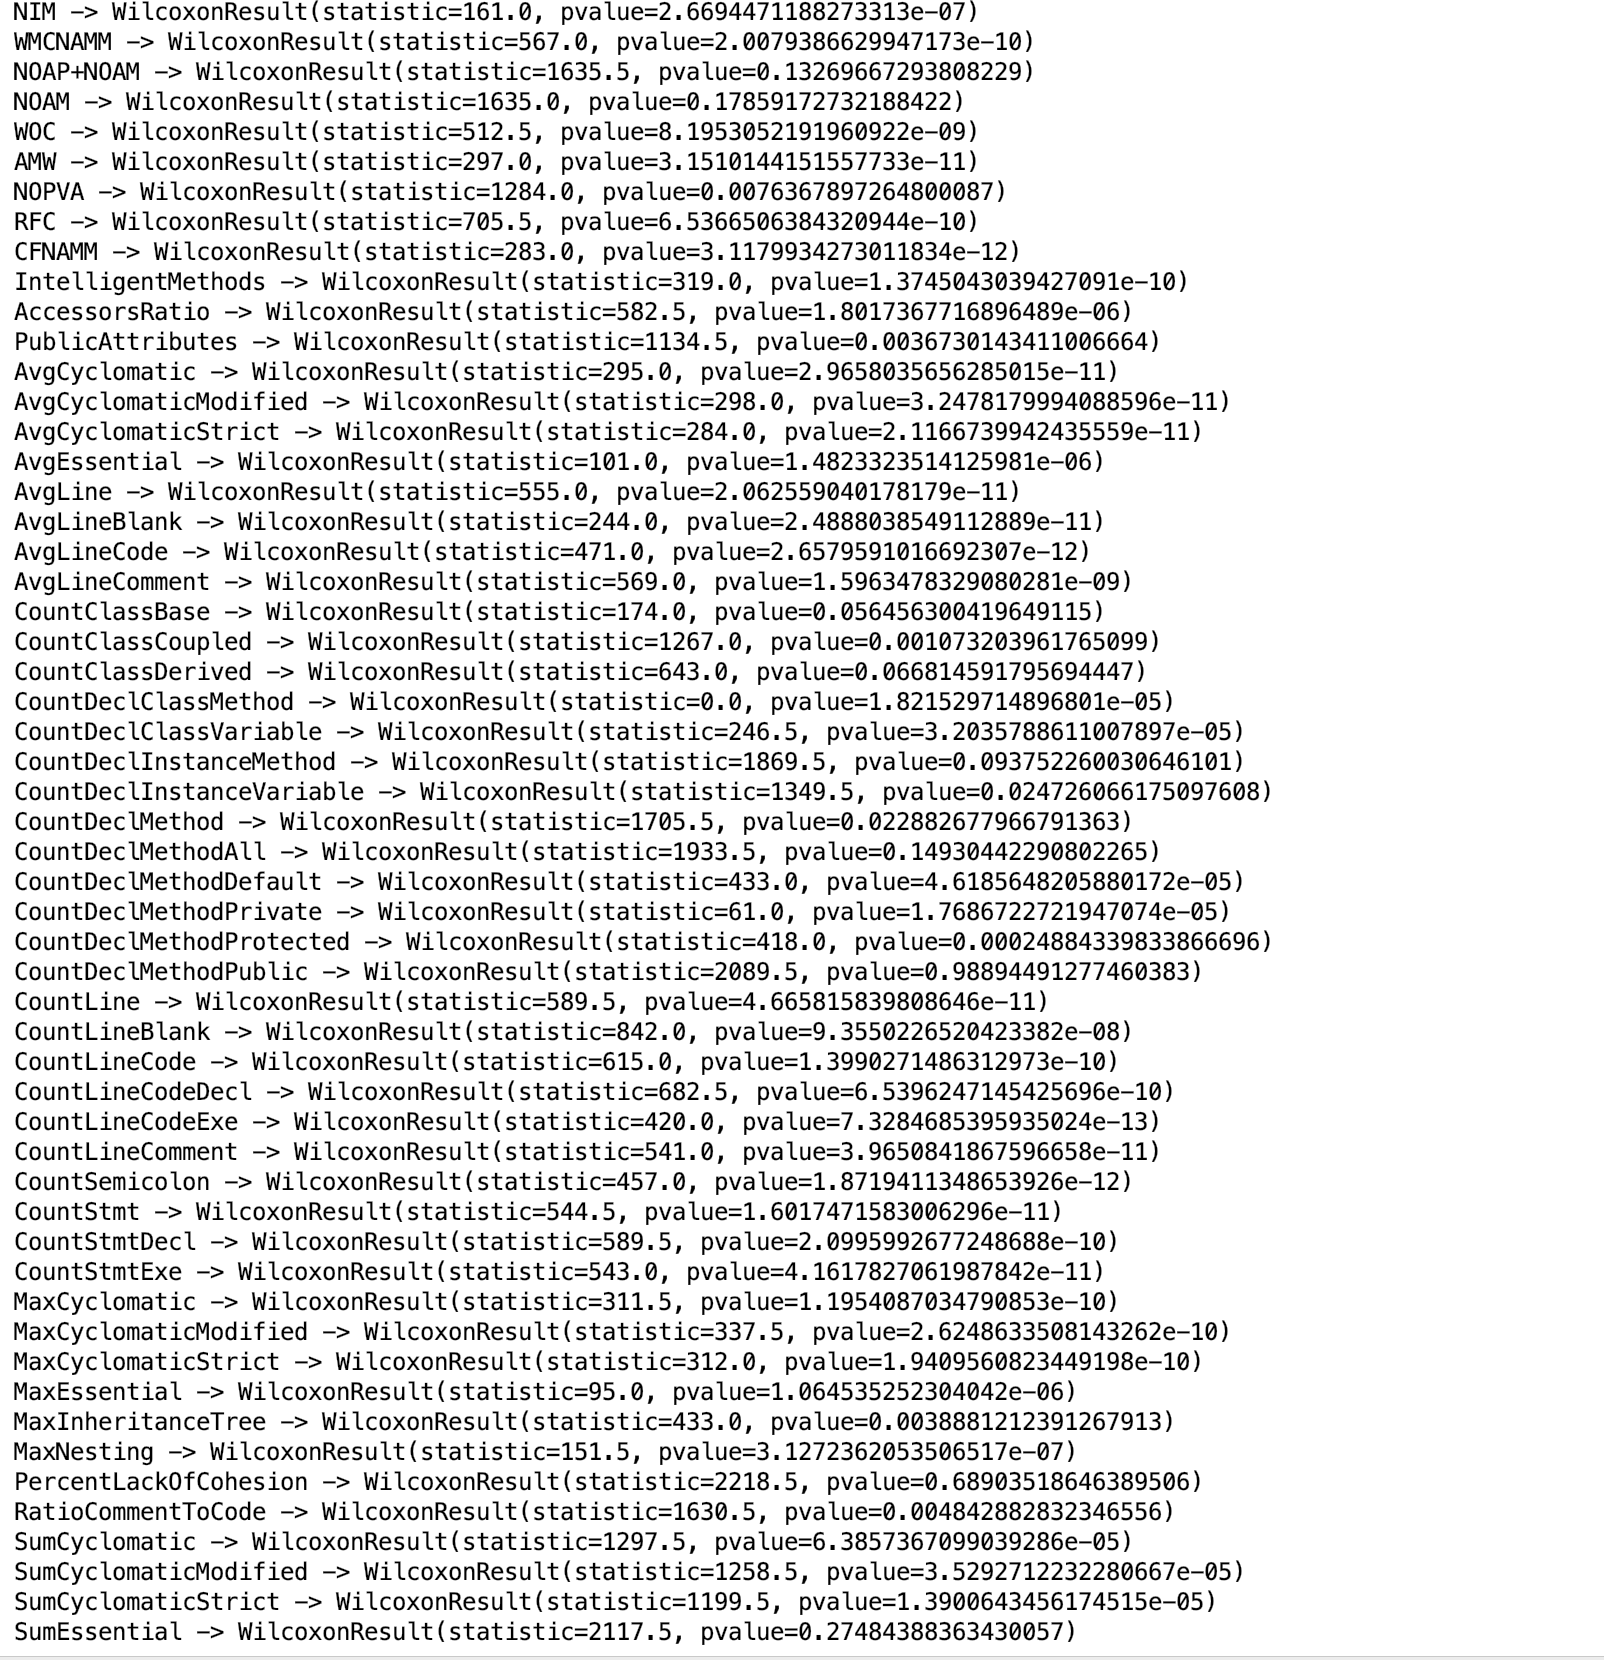 NIM -> WilcoxonResult(statistic=161.0, pvalue=2.6694471188273313e-07)
WMCNAMM -> WilcoxonResult(statistic=567.0, pvalue=2.0079386629947173e-10)
NOAP+NOAM -> WilcoxonResult(statistic=1635.5, pvalue=0.13269667293808229)
NOAM -> WilcoxonResult(statistic=1635.0, pvalue=0.17859172732188422)
WOC -> WilcoxonResult(statistic=512.5, pvalue=8.1953052191960922e-09)
AMW -> WilcoxonResult(statistic=297.0, pvalue=3.1510144151557733e-11)
NOPVA -> WilcoxonResult(statistic=1284.0, pvalue=0.0076367897264800087)
RFC -> WilcoxonResult(statistic=705.5, pvalue=6.5366506384320944e-10)
CFNAMM -> WilcoxonResult(statistic=283.0, pvalue=3.1179934273011834e-12)
IntelligentMethods -> WilcoxonResult(statistic=319.0, pvalue=1.3745043039427091e-10)
AccessorsRatio -> WilcoxonResult(statistic=582.5, pvalue=1.8017367716896489e-06)
PublicAttributes -> WilcoxonResult(statistic=1134.5, pvalue=0.0036730143411006664)
AvgCyclomatic -> WilcoxonResult(statistic=295.0, pvalue=2.9658035656285015e-11)
AvgCyclomaticModified -> WilcoxonResult(statistic=298.0, pvalue=3.2478179994088596e-11)
AvgCyclomaticStrict -> WilcoxonResult(statistic=284.0, pvalue=2.1166739942435559e-11)
AvgEssential -> WilcoxonResult(statistic=101.0, pvalue=1.4823323514125981e-06)
AvgLine -> WilcoxonResult(statistic=555.0, pvalue=2.062559040178179e-11)
AvgLineBlank -> WilcoxonResult(statistic=244.0, pvalue=2.4888038549112889e-11)
AvgLineCode -> WilcoxonResult(statistic=471.0, pvalue=2.6579591016692307e-12)
AvgLineComment -> WilcoxonResult(statistic=569.0, pvalue=1.5963478329080281e-09)
CountClassBase -> WilcoxonResult(statistic=174.0, pvalue=0.056456300419649115)
CountClassCoupled -> WilcoxonResult(statistic=1267.0, pvalue=0.001073203961765099)
CountClassDerived -> WilcoxonResult(statistic=643.0, pvalue=0.066814591795694447)
CountDeclClassMethod -> WilcoxonResult(statistic=0.0, pvalue=1.821529714896801e-05)
CountDeclClassVariable -> WilcoxonResult(statistic=246.5, pvalue=3.2035788611007897e-05)
CountDeclInstanceMethod -> WilcoxonResult(statistic=1869.5, pvalue=0.093752260030646101)
CountDeclInstanceVariable -> WilcoxonResult(statistic=1349.5, pvalue=0.024726066175097608)
CountDeclMethod -> WilcoxonResult(statistic=1705.5, pvalue=0.022882677966791363)
CountDeclMethodAll -> WilcoxonResult(statistic=1933.5, pvalue=0.14930442290802265)
CountDeclMethodDefault -> WilcoxonResult(statistic=433.0, pvalue=4.6185648205880172e-05)
CountDeclMethodPrivate -> WilcoxonResult(statistic=61.0, pvalue=1.7686722721947074e-05)
CountDeclMethodProtected -> WilcoxonResult(statistic=418.0, pvalue=0.00024884339833866696)
CountDeclMethodPublic -> WilcoxonResult(statistic=2089.5, pvalue=0.98894491277460383)
CountLine -> WilcoxonResult(statistic=589.5, pvalue=4.665815839808646e-11)
CountLineBlank -> WilcoxonResult(statistic=842.0, pvalue=9.3550226520423382e-08)
CountLineCode -> WilcoxonResult(statistic=615.0, pvalue=1.3990271486312973e-10)
CountLineCodeDecl -> WilcoxonResult(statistic=682.5, pvalue=6.5396247145425696e-10)
CountLineCodeExe -> WilcoxonResult(statistic=420.0, pvalue=7.3284685395935024e-13)
CountLineComment -> WilcoxonResult(statistic=541.0, pvalue=3.9650841867596658e-11)
CountSemicolon -> WilcoxonResult(statistic=457.0, pvalue=1.8719411348653926e-12)
CountStmt -> WilcoxonResult(statistic=544.5, pvalue=1.6017471583006296e-11)
CountStmtDecl -> WilcoxonResult(statistic=589.5, pvalue=2.0995992677248688e-10)
CountStmtExe -> WilcoxonResult(statistic=543.0, pvalue=4.1617827061987842e-11)
MaxCyclomatic -> WilcoxonResult(statistic=311.5, pvalue=1.1954087034790853e-10)
MaxCyclomaticModified -> WilcoxonResult(statistic=337.5, pvalue=2.6248633508143262e-10)
MaxCyclomaticStrict -> WilcoxonResult(statistic=312.0, pvalue=1.9409560823449198e-10)
MaxEssential -> WilcoxonResult(statistic=95.0, pvalue=1.064535252304042e-06)
MaxInheritanceTree -> WilcoxonResult(statistic=433.0, pvalue=0.0038881212391267913)
MaxNesting -> WilcoxonResult(statistic=151.5, pvalue=3.1272362053506517e-07)
PercentLackOfCohesion -> WilcoxonResult(statistic=2218.5, pvalue=0.68903518646389506)
RatioCommentToCode -> WilcoxonResult(statistic=1630.5, pvalue=0.004842882832346556)
SumCyclomatic -> WilcoxonResult(statistic=1297.5, pvalue=6.3857367099039286e-05)
SumCyclomaticModified -> WilcoxonResult(statistic=1258.5, pvalue=3.5292712232280667e-05)
SumCyclomaticStrict -> WilcoxonResult(statistic=1199.5, pvalue=1.3900643456174515e-05)
SumEssential -> WilcoxonResult(statistic=2117.5, pvalue=0.27484388363430057)